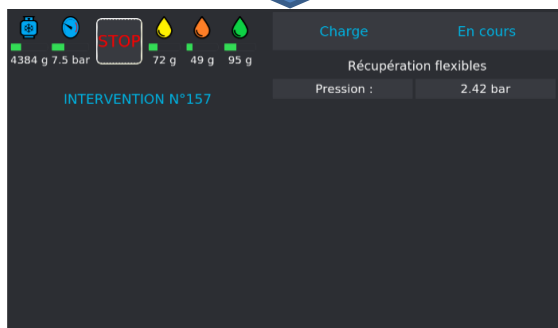 STOP
4384 g 7.5 bar 72 g 49 g 95 g
INTERVENTION N°157
Charge En cours
Récupération flexibles
Pression : 2.42 bar